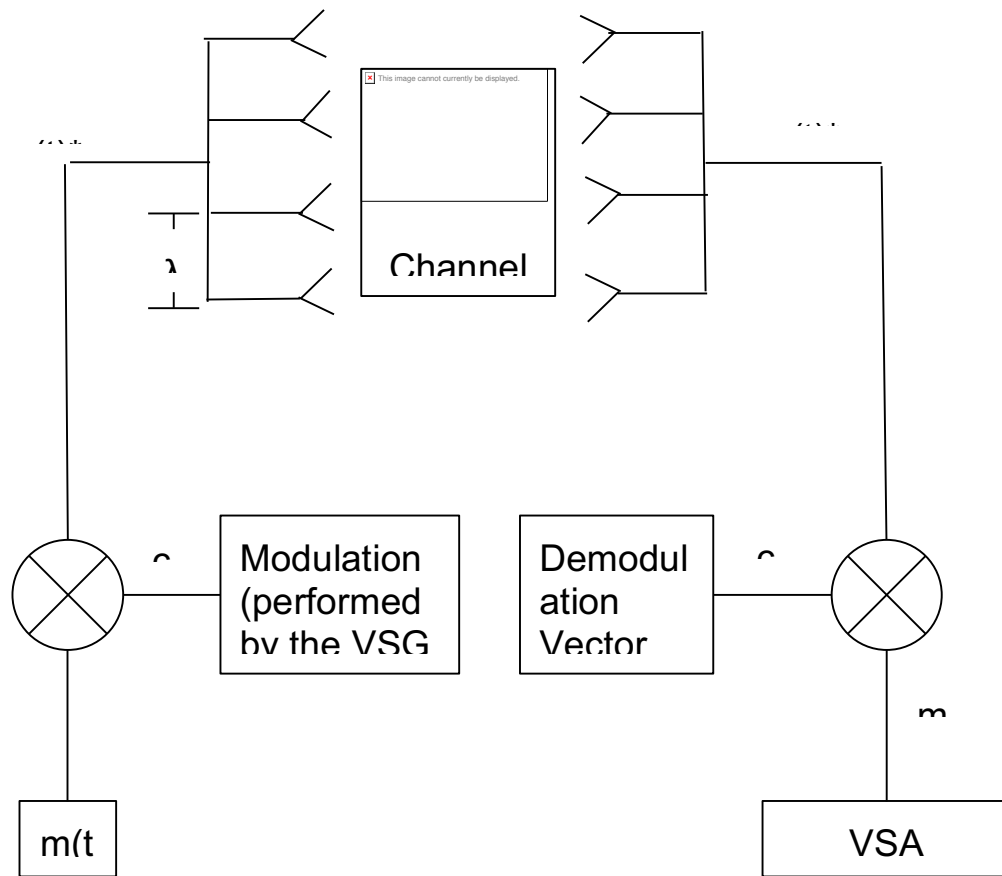 This image cannot currently be displayed.
λ
Channel
Modulation
(performed
by the VSG
Demodul
ation
Vector
m
m(t
VSA